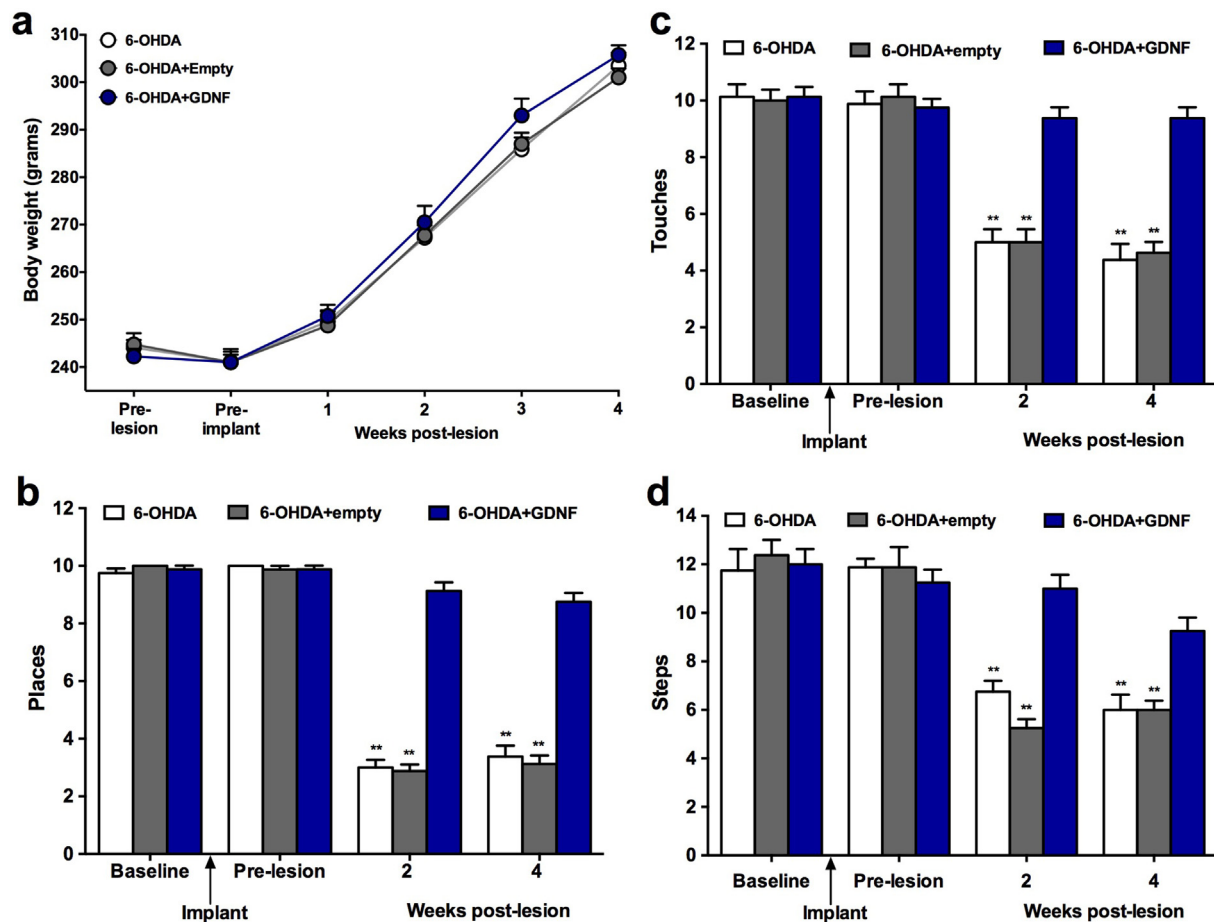 a
6-OHDA
6-OHDA+Empty
6-OHDA+GDNF
Body weight (grams)
310
300
290
280
270
260
250
240
Pre-
lesion
Pre-
implant
1
2
3
4
Weeks post-lesion
c
6-OHDA
6-OHDA+empty
6-OHDA+GDNF
Touches
12
10
8
6
4
2
0
** **
** **
Baseline
Pre-lesion
2
4
Implant
Weeks post-lesion
b
6-OHDA
6-OHDA+empty
6-OHDA+GDNF
Places
12
10
8
6
4
2
0
** **
** **
Baseline
Pre-lesion
2
4
Implant
Weeks post-lesion
d
6-OHDA
6-OHDA+empty
6-OHDA+GDNF
Steps
14
12
10
8
6
4
2
0
**
**
** **
Baseline
Pre-lesion
2
4
Implant
Weeks post-lesion